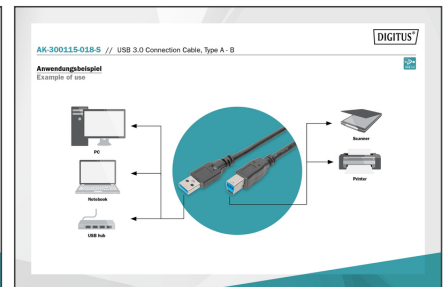 DIGITUS®
AK-300115-018-S // USB 3.0 Connection Cable, Type A - B
Anwendungsbeispiel
Example of use
PC
Notebook
USB hub
Scanner
Printer